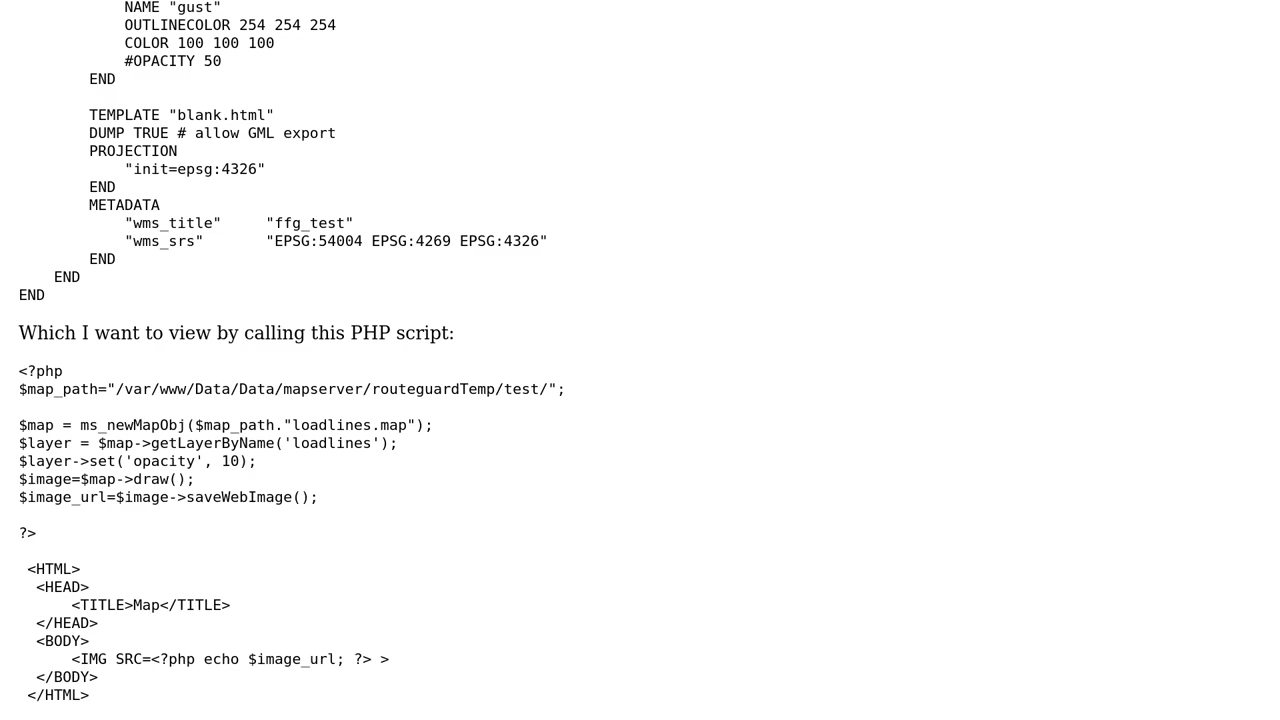 NAME "gust"
OUTLINECOLOR 254 254 254
COLOR 100 100 100
#OPACITY 50
END
TEMPLATE "blank.html"
DUMP TRUE # allow GML export
PROJECTION
"init=epsg:4326"
END
METADATA
"wms_title"     "ffg_test"
"wms_srs"       "EPSG:54004 EPSG:4269 EPSG:4326"
END
END
END
Which I want to view by calling this PHP script:
<?php
$map_path="/var/www/Data/Data/mapserver/routeguardTemp/test/";
$map = ms_newMapObj($map_path."loadlines.map");
$layer = $map->getLayerByName('loadlines');
$layer->set('opacity', 10);
$image=$map->draw();
$image_url=$image->saveWebImage();
?>
<HTML>
<HEAD>
<TITLE>Map</TITLE>
</HEAD>
<BODY>
<IMG SRC=<?php echo $image_url; ?> >
</BODY>
</HTML>